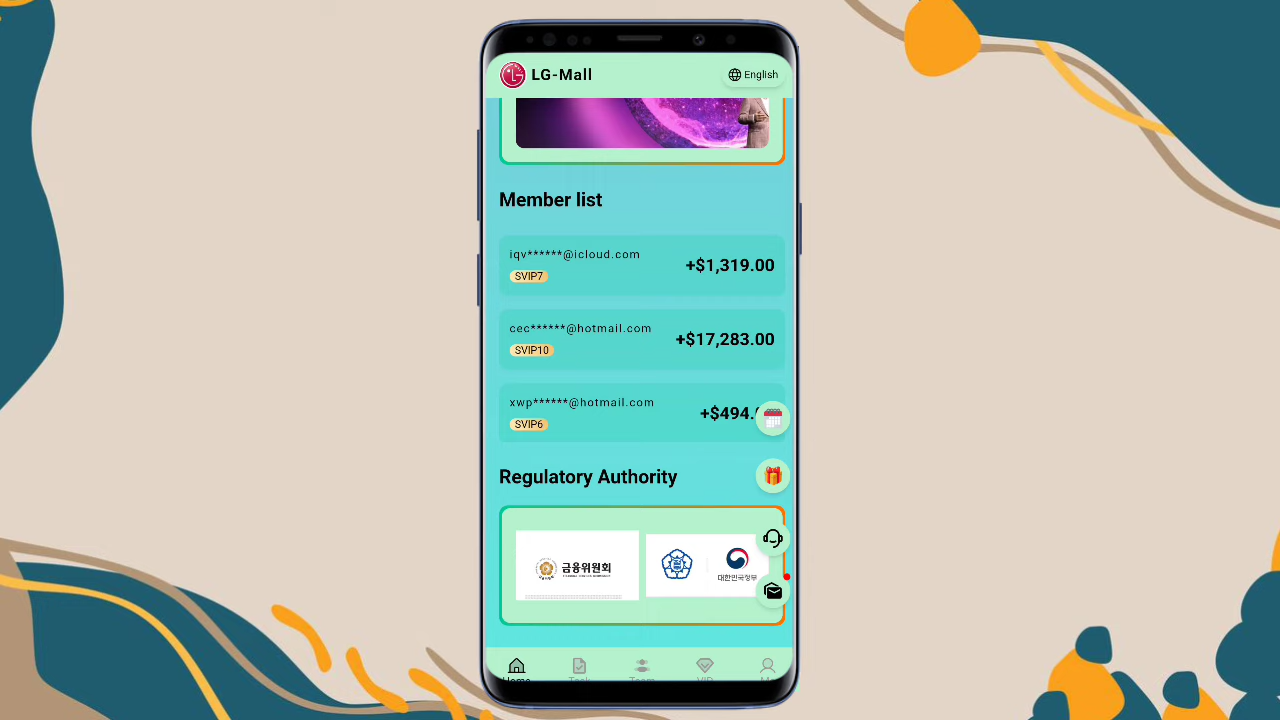 LG-Mall
English
Member list
iqv******@icloud.com
+$1,319.00
SVIP7
cec******@hotmail.com
+$17,283.00
SVIP10
xwp******@hotmail.com
+$494.
SVIP6
Regulatory Authority
금융위원회
대한민국정부
Home
Task
Team
VIP